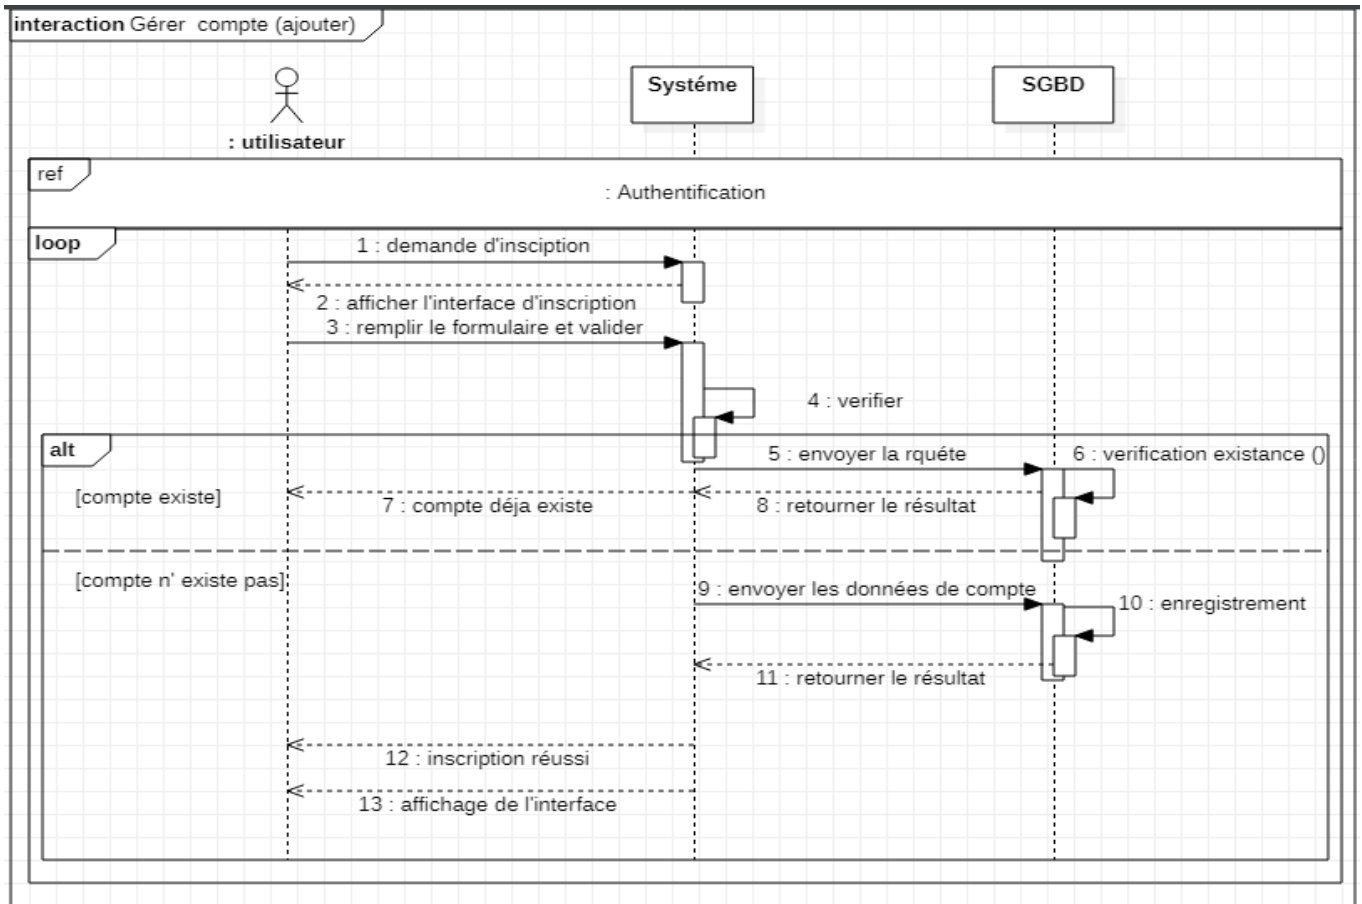 interaction Gérer compte (ajouter)
: utilisateur
Systéme
SGBD
ref
: Authentification
loop
1 : demande d'insciption
2 : afficher l'interface d'inscription
3 : remplir le formulaire et valider
4 : verifier
alt
5 : envoyer la rquéte
6 : verification existance ()
[compte existe]
7 : compte déja existe
8 : retourner le résultat
[compte n' existe pas]
9 : envoyer les données de compte
10 : enregistrement
11 : retourner le résultat
12 : inscription réussi
13 : affichage de l'interface